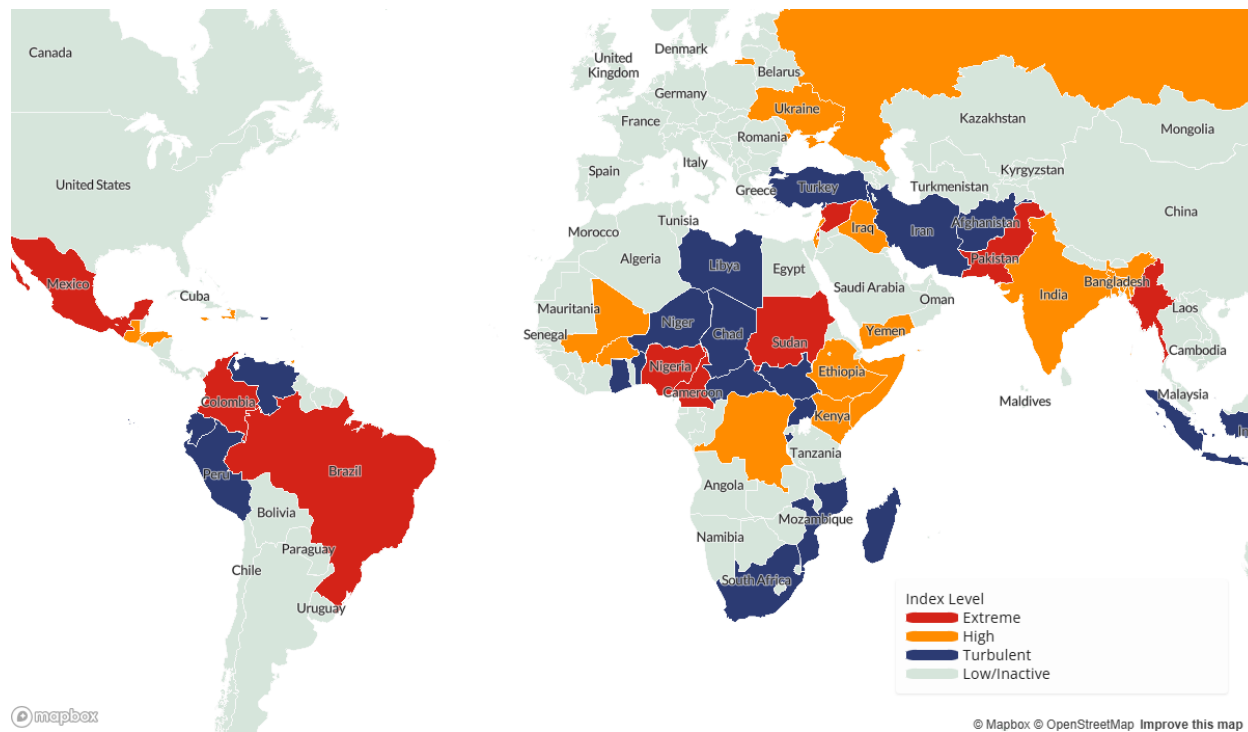 Canada
United States
Mexico
Cuba
Colombia
Peru
Brazil
Bolivia
Paraguay
Chile
Uruguay
United
Kingdom
Denmark
Belarus
Germany
Ukraine
France
Romania
Italy
Spain
Greece
Turkey
Kazakhstan
Mongolia
Kyrgyzstan
Turkmenistan
China
Afghanistan
Iran
Iraq
Pakistan
India
Bangladesh
Laos
Cambodia
Malaysia
Maldives
Tunisia
Morocco
Algeria
Libya
Egypt
Saudi Arabia
Oman
Yemen
Mauritania
Senegal
Niger
Chad
Sudan
Nigeria
Cameroon
Ethiopia
Kenya
Tanzania
Angola
Mozambique
Namibia
South Africa
Index Level
Extreme
High
Turbulent
Low/Inactive
mapbox
© Mapbox © OpenStreetMap Improve this map